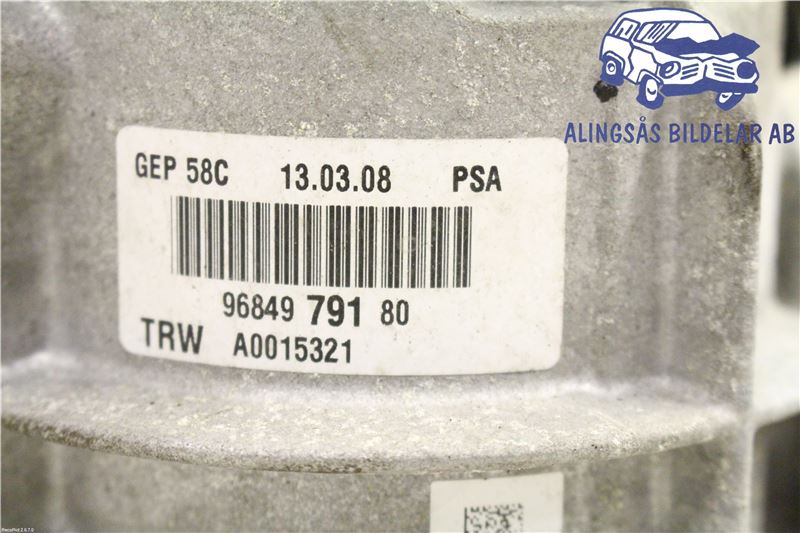 ALINGSÅS BILDELAR AB
GEP 58C 13.03.08 PSA
96849 791 80
TRW A0015321